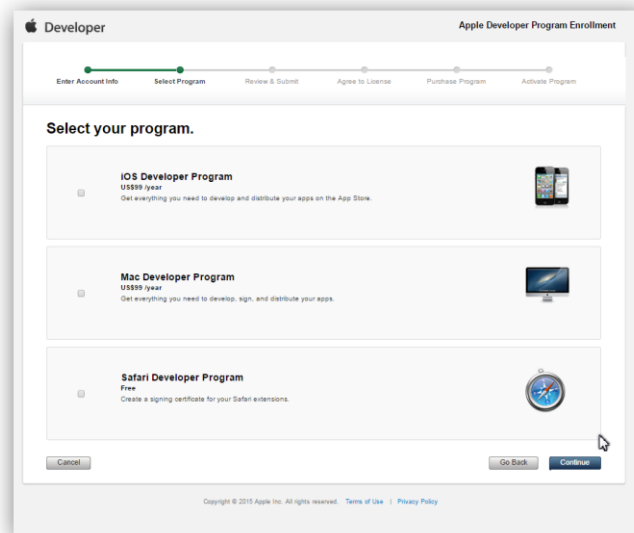 Developer
Apple Developer Program Enrollment
Enter Account Info
Select Program
Review & Submit
Agree to License
Purchase Program
Activate Program
Select your program.
iOS Developer Program
US$99 /year
Get everything you need to develop and distribute your apps on the App Store.
Mac Developer Program
US$99 /year
Get everything you need to develop, sign, and distribute your apps.
Safari Developer Program
Free
Create a signing certificate for your Safari extensions.
Cancel
Go Back
Continue
Copyright © 2015 Apple Inc. All rights reserved. Terms of Use | Privacy Policy